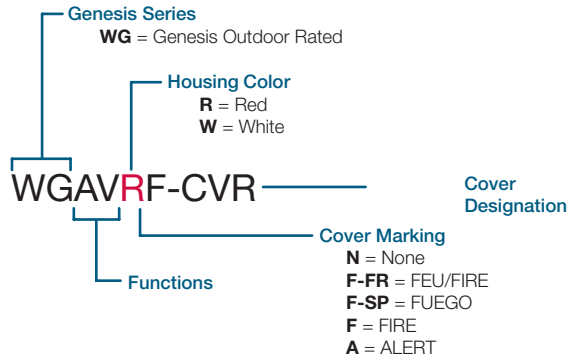 Genesis Series
WG = Genesis Outdoor Rated
Housing Color
R = Red
W = White
WGAVRF-CVR
Cover
Designation
Cover Marking
N = None
F-FR = FEU/FIRE
F-SP = FUEGO
F = FIRE
A = ALERT
Functions